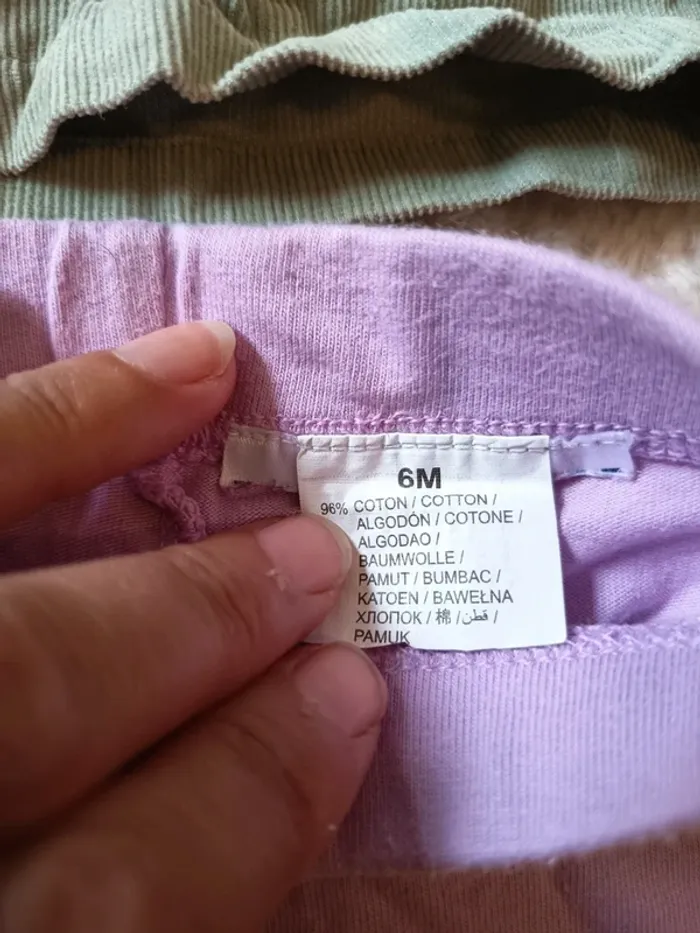 6M
96% COTON / COTTON /
ALGODÓN / COTONE /
ALGODAO /
BAUMWOLLE /
PAMUT / BUMBAC /
KATOEN / BAWEŁNA
ХЛОПОК / 棉 / قطن /
PAMUK